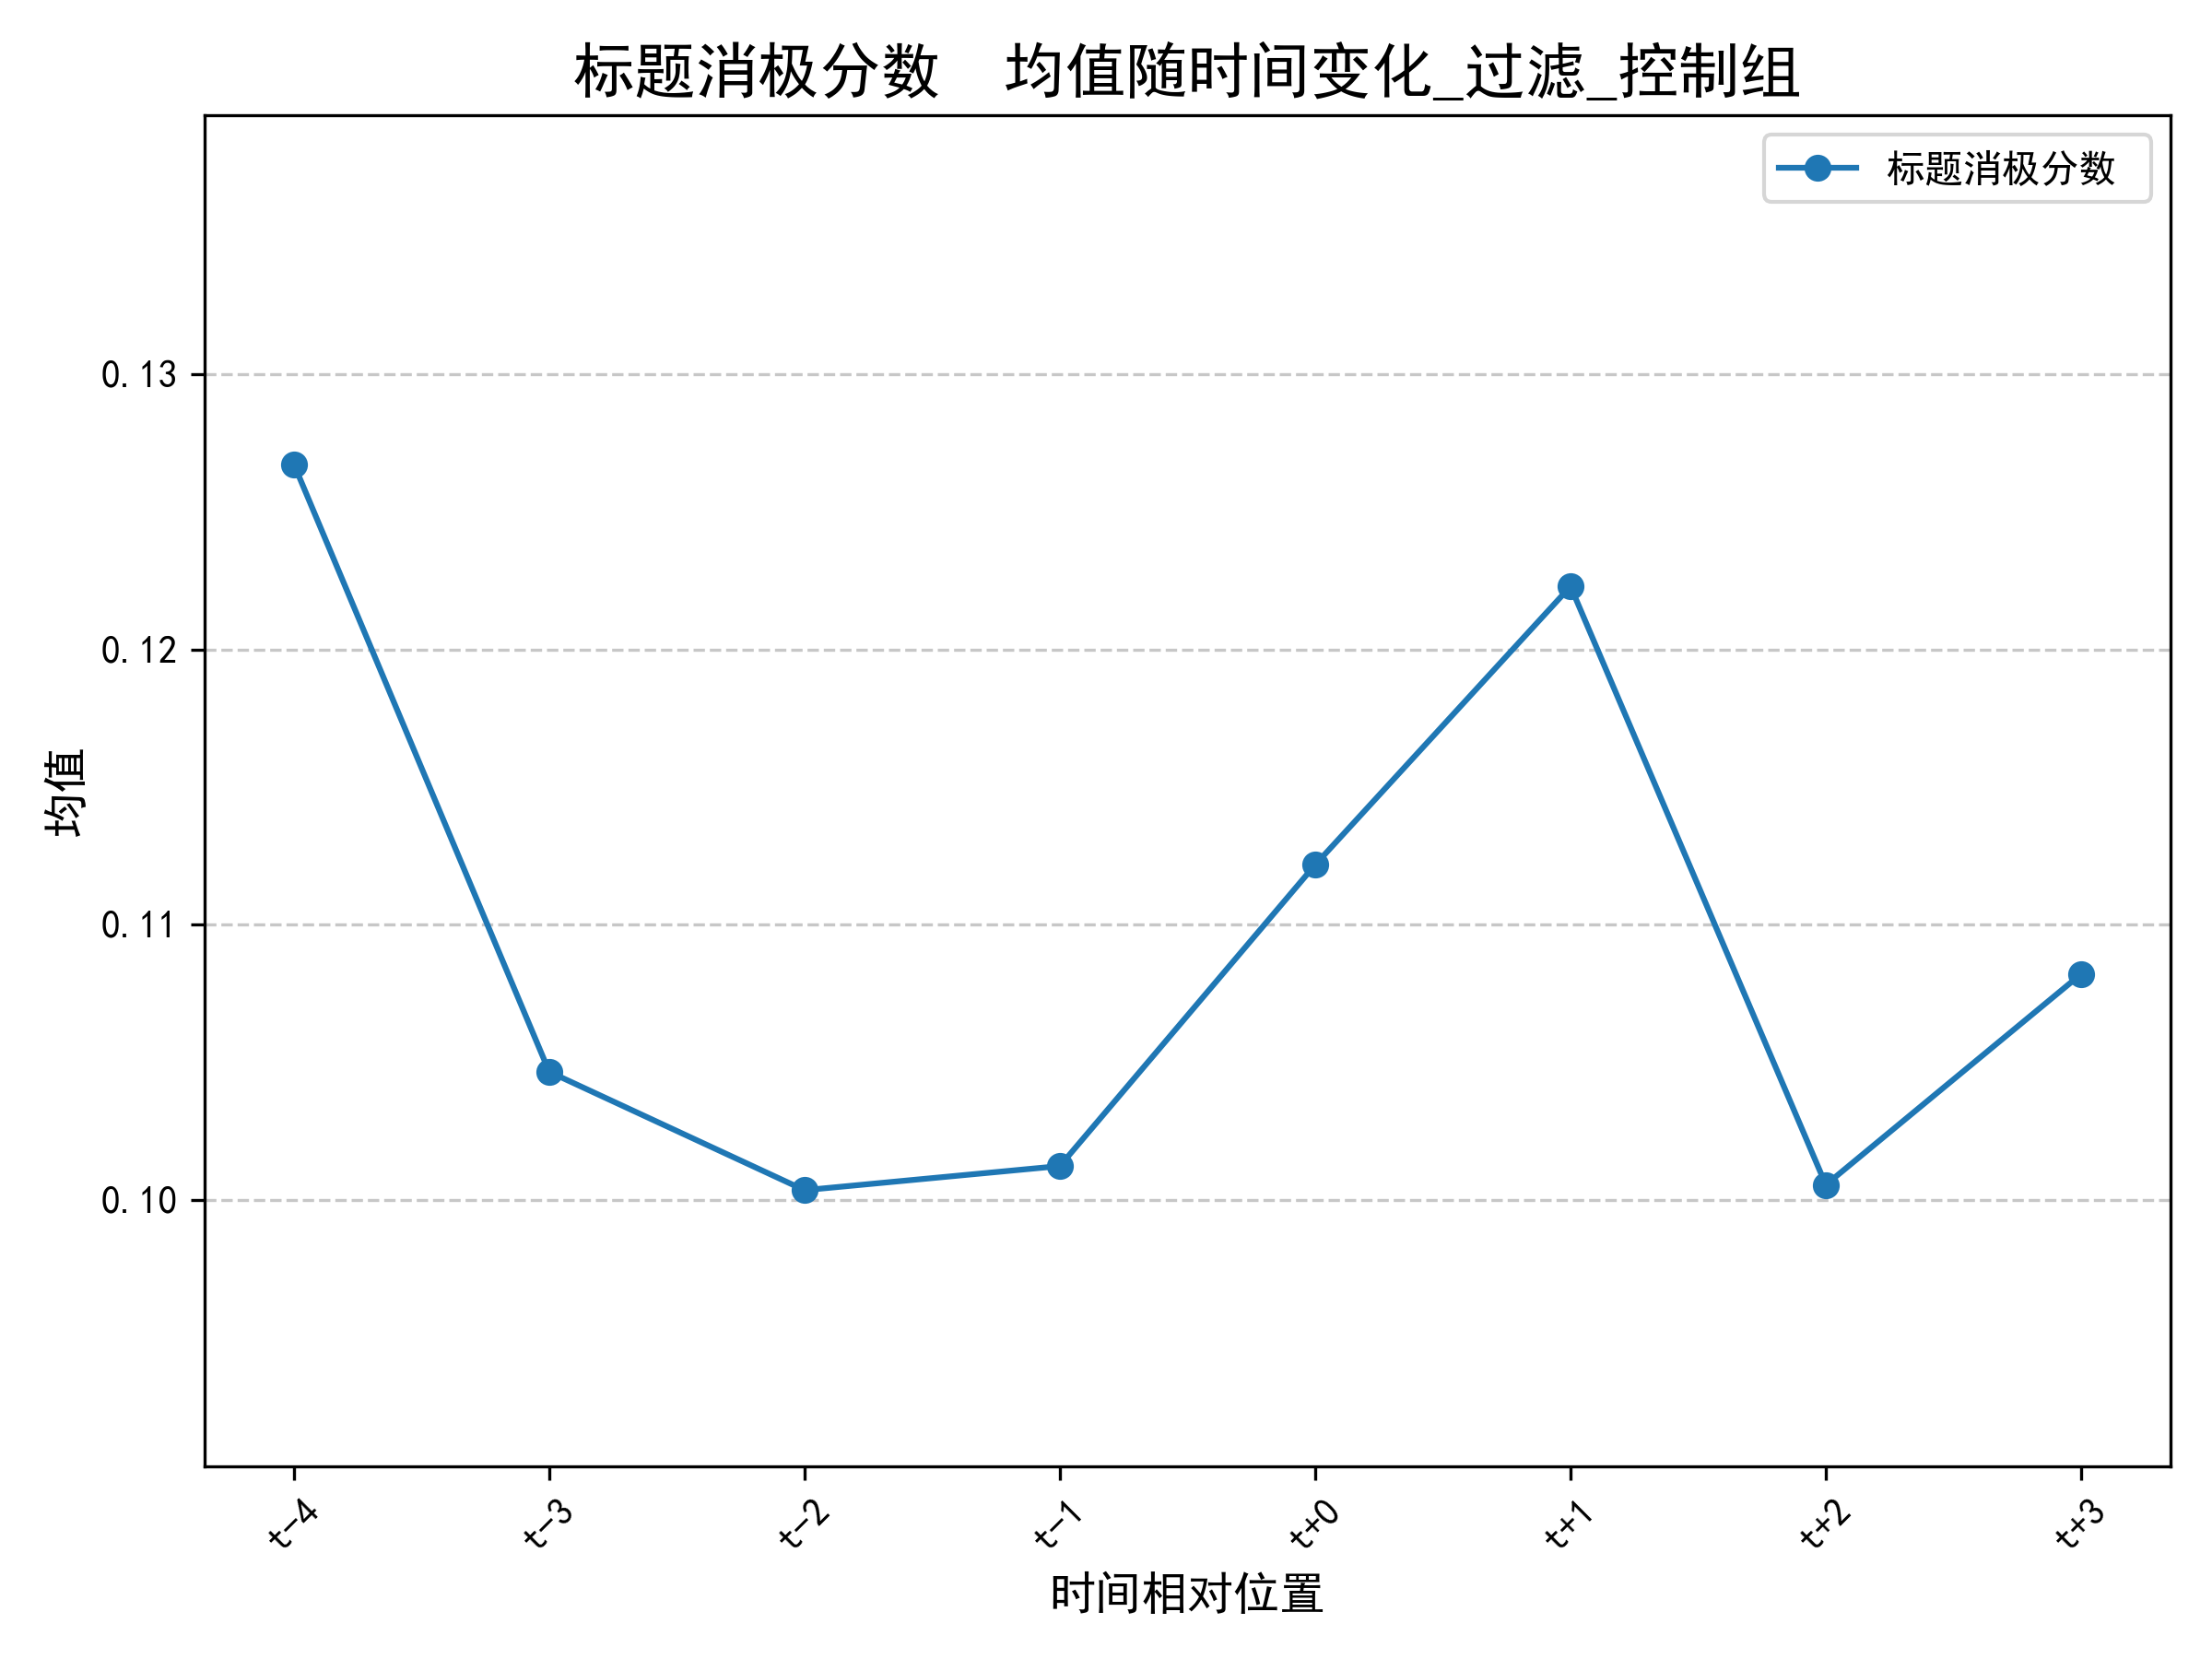 标题消极分数　均值随时间变化_过滤_控制组
标题消极分数
均值
0.13
0.12
0.11
0.10
t-4
t-3
t-2
t-1
t+0
t+1
t+2
t+3
时间相对位置